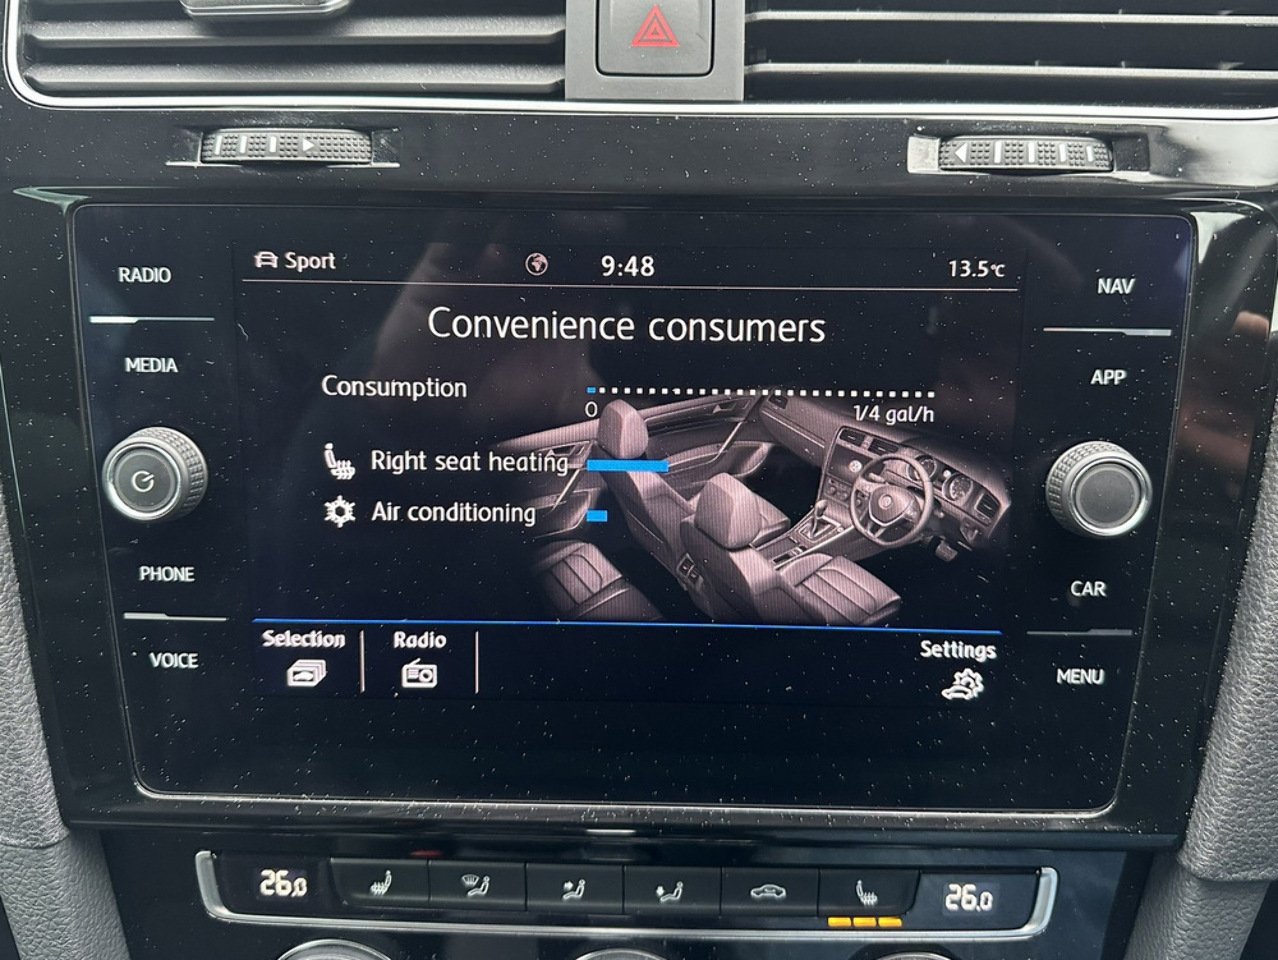 RADIO
MEDIA
PHONE
VOICE
Sport
9:48
13.5°C
Convenience consumers
Consumption
0
1/4 gal/h
Right seat heating
Air conditioning
Selection
Radio
Settings
NAV
APP
CAR
MENU
26.0
26.0